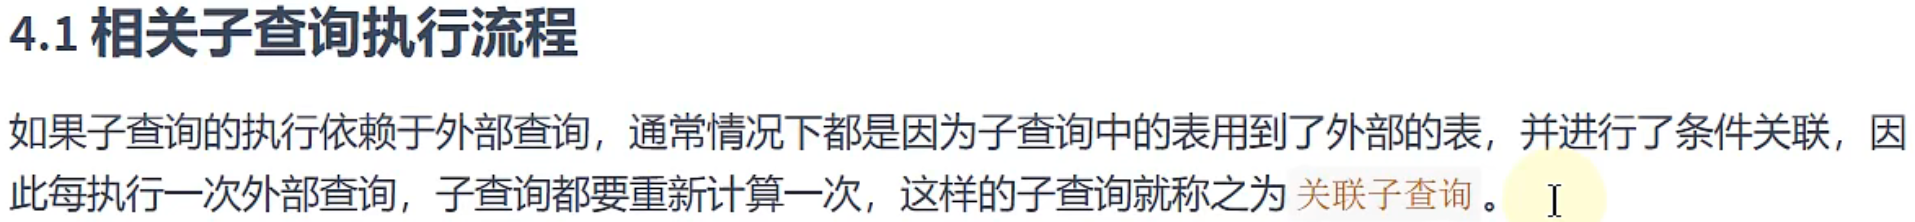 4.1 相关子查询执行流程
如果子查询的执行依赖于外部查询，通常情况下都是因为子查询中的表用到了外部的表，并进行了条件关联，因
此每执行一次外部查询，子查询都要重新计算一次，这样的子查询就称之为 关联子查询 。